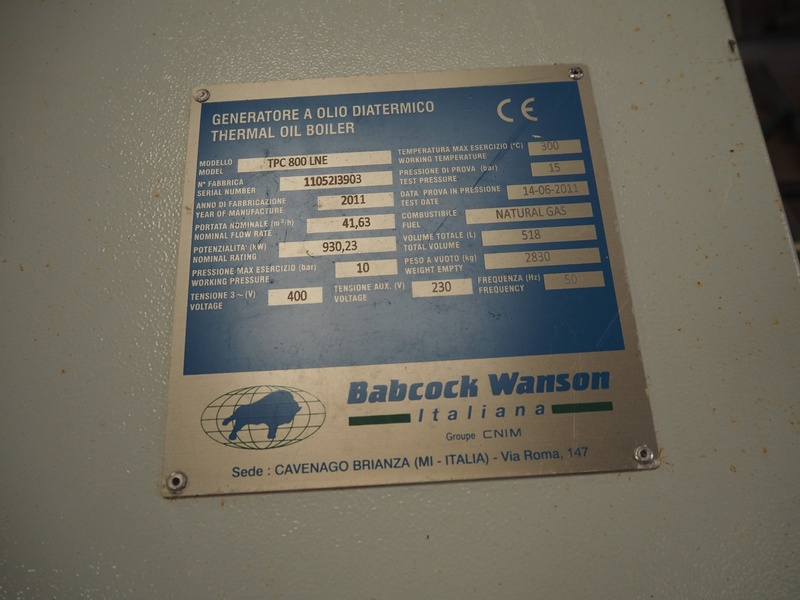 GENERATORE A OLIO DIATERMICO
THERMAL OIL BOILER
CE
MODELLO
MODEL
TPC 800 LNE
N° FABBRICA
SERIAL NUMBER
11052I3903
ANNO DI FABBRICAZIONE
YEAR OF MANUFACTURE
2011
PORTATA NOMINALE (m³/h)
NOMINAL FLOW RATE
41,63
POTENZIALITA' (kW)
NOMINAL RATING
930,23
PRESSIONE MAX ESERCIZIO (bar)
WORKING PRESSURE
10
TENSIONE 3~(V)
VOLTAGE
400
TENSIONE AUX. (V)
VOLTAGE
230
TEMPERATURA MAX ESERCIZIO (°C)
WORKING TEMPERATURE
300
PRESSIONE DI PROVA (bar)
TEST PRESSURE
15
DATA PROVA IN PRESSIONE
TEST DATE
14-06-2011
COMBUSTIBILE
FUEL
NATURAL GAS
VOLUME TOTALE (L)
TOTAL VOLUME
518
PESO A VUOTO (kg)
WEIGHT EMPTY
2830
FREQUENZA (Hz)
FREQUENCY
50
Babcock Wanson
Italiana
Groupe CNIM
Sede : CAVENAGO BRIANZA (MI - ITALIA) - Via Roma, 147